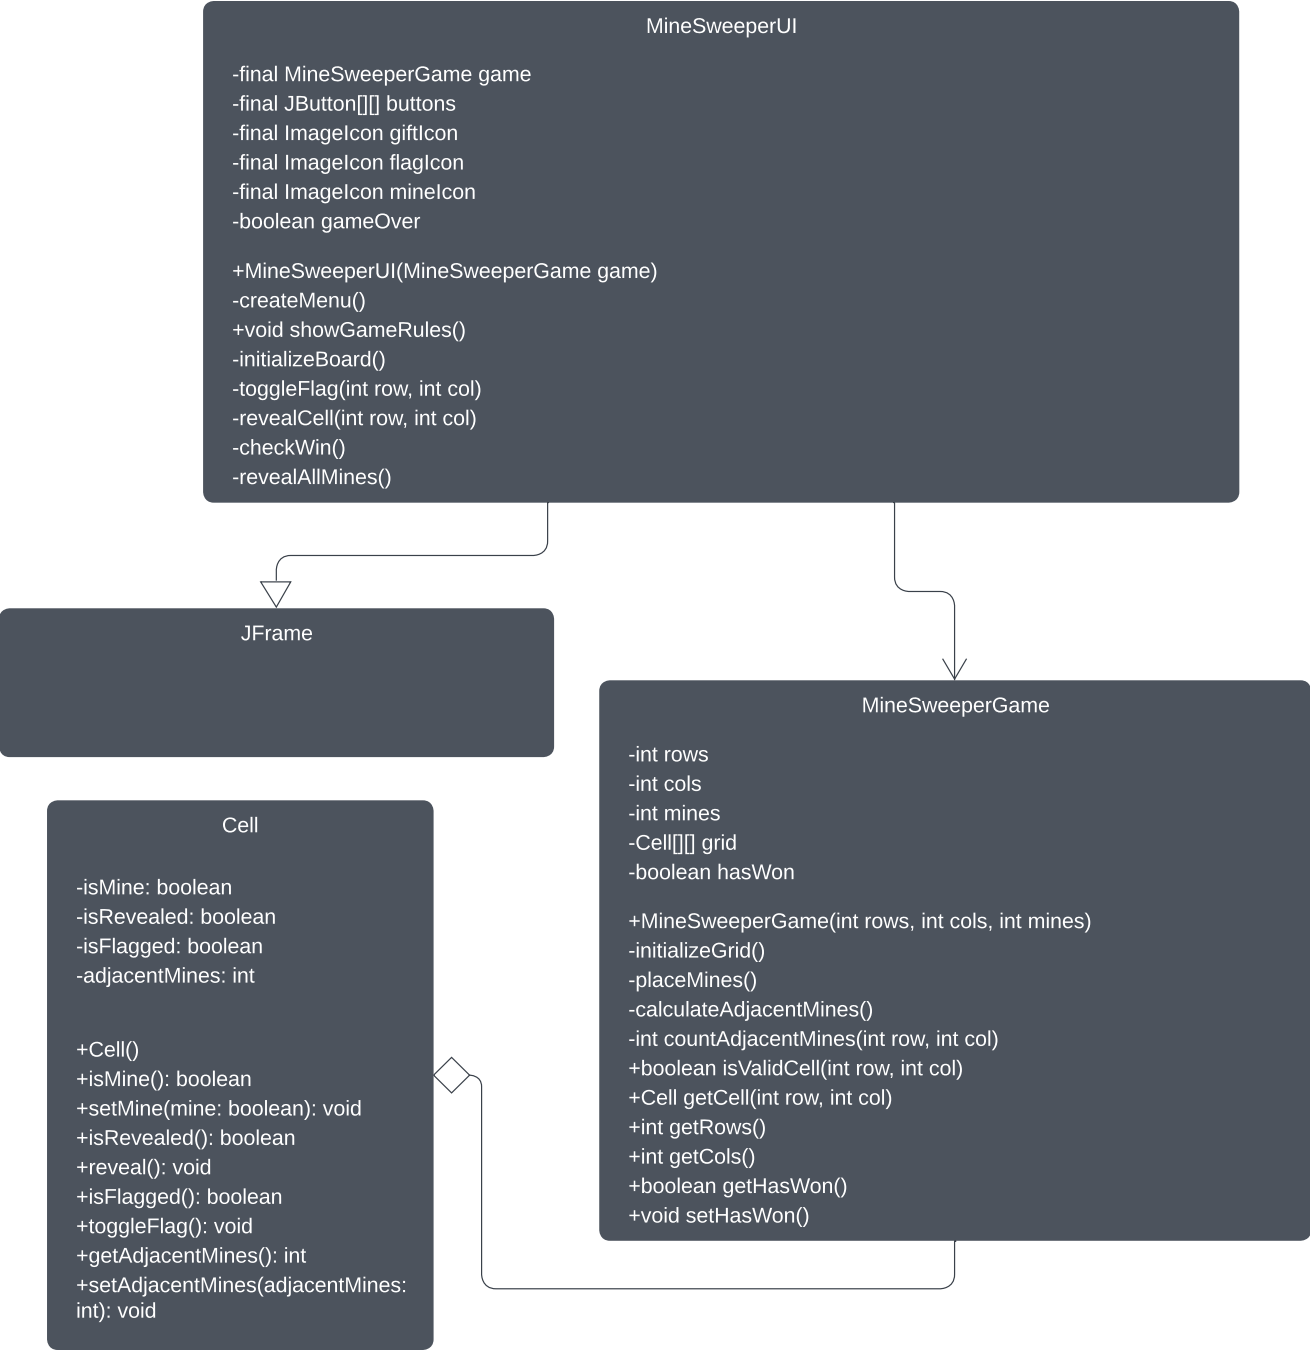 MineSweeperUI
-final MineSweeperGame game
-final JButton[][] buttons
-final ImageIcon giftIcon
-final ImageIcon flagIcon
-final ImageIcon mineIcon
-boolean gameOver
+MineSweeperUI(MineSweeperGame game)
-createMenu()
+void showGameRules()
-initializeBoard()
-toggleFlag(int row, int col)
-revealCell(int row, int col)
-checkWin()
-revealAllMines()
JFrame
MineSweeperGame
-int rows
-int cols
-int mines
-Cell[][] grid
-boolean hasWon
+MineSweeperGame(int rows, int cols, int mines)
-initializeGrid()
-placeMines()
-calculateAdjacentMines()
-int countAdjacentMines(int row, int col)
+boolean isValidCell(int row, int col)
+Cell getCell(int row, int col)
+int getRows()
+int getCols()
+boolean getHasWon()
+void setHasWon()
Cell
-isMine: boolean
-isRevealed: boolean
-isFlagged: boolean
-adjacentMines: int
+Cell()
+isMine(): boolean
+setMine(mine: boolean): void
+isRevealed(): boolean
+reveal(): void
+isFlagged(): boolean
+toggleFlag(): void
+getAdjacentMines(): int
+setAdjacentMines(adjacentMines:
int): void